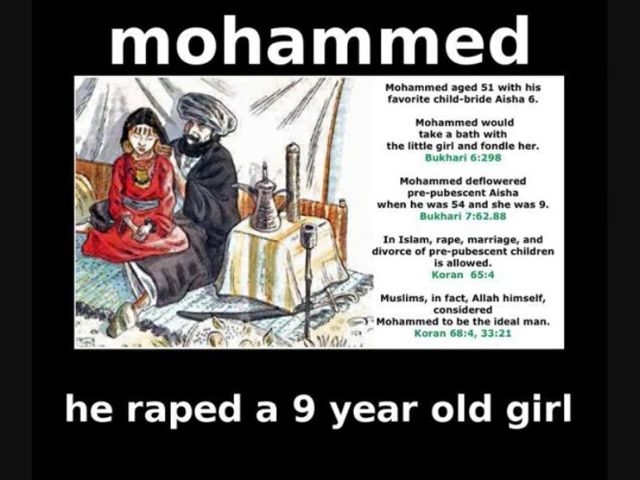 mohammed
Mohammed aged 51 with his
favorite child-bride Aisha 6.
Mohammed would
take a bath with
the little girl and fondle her.
Bukhari 6:298
Mohammed deflowered
pre-pubescent Aisha
when he was 54 and she was 9.
Bukhari 7:62.88
In Islam, rape, marriage, and
divorce of pre-pubescent children
is allowed.
Koran 65:4
Muslims, in fact, Allah himself,
considered
Mohammed to be the ideal man.
Koran 68:4, 33:21
he raped a 9 year old girl